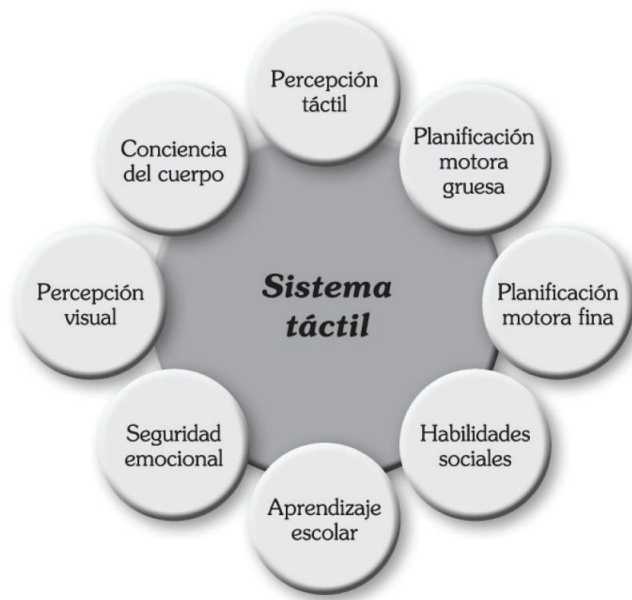 Percepción
táctil
Planificación
motora
gruesa
Planificación
motora fina
Habilidades
sociales
Aprendizaje
escolar
Seguridad
emocional
Percepción
visual
Conciencia
del cuerpo
Sistema
táctil